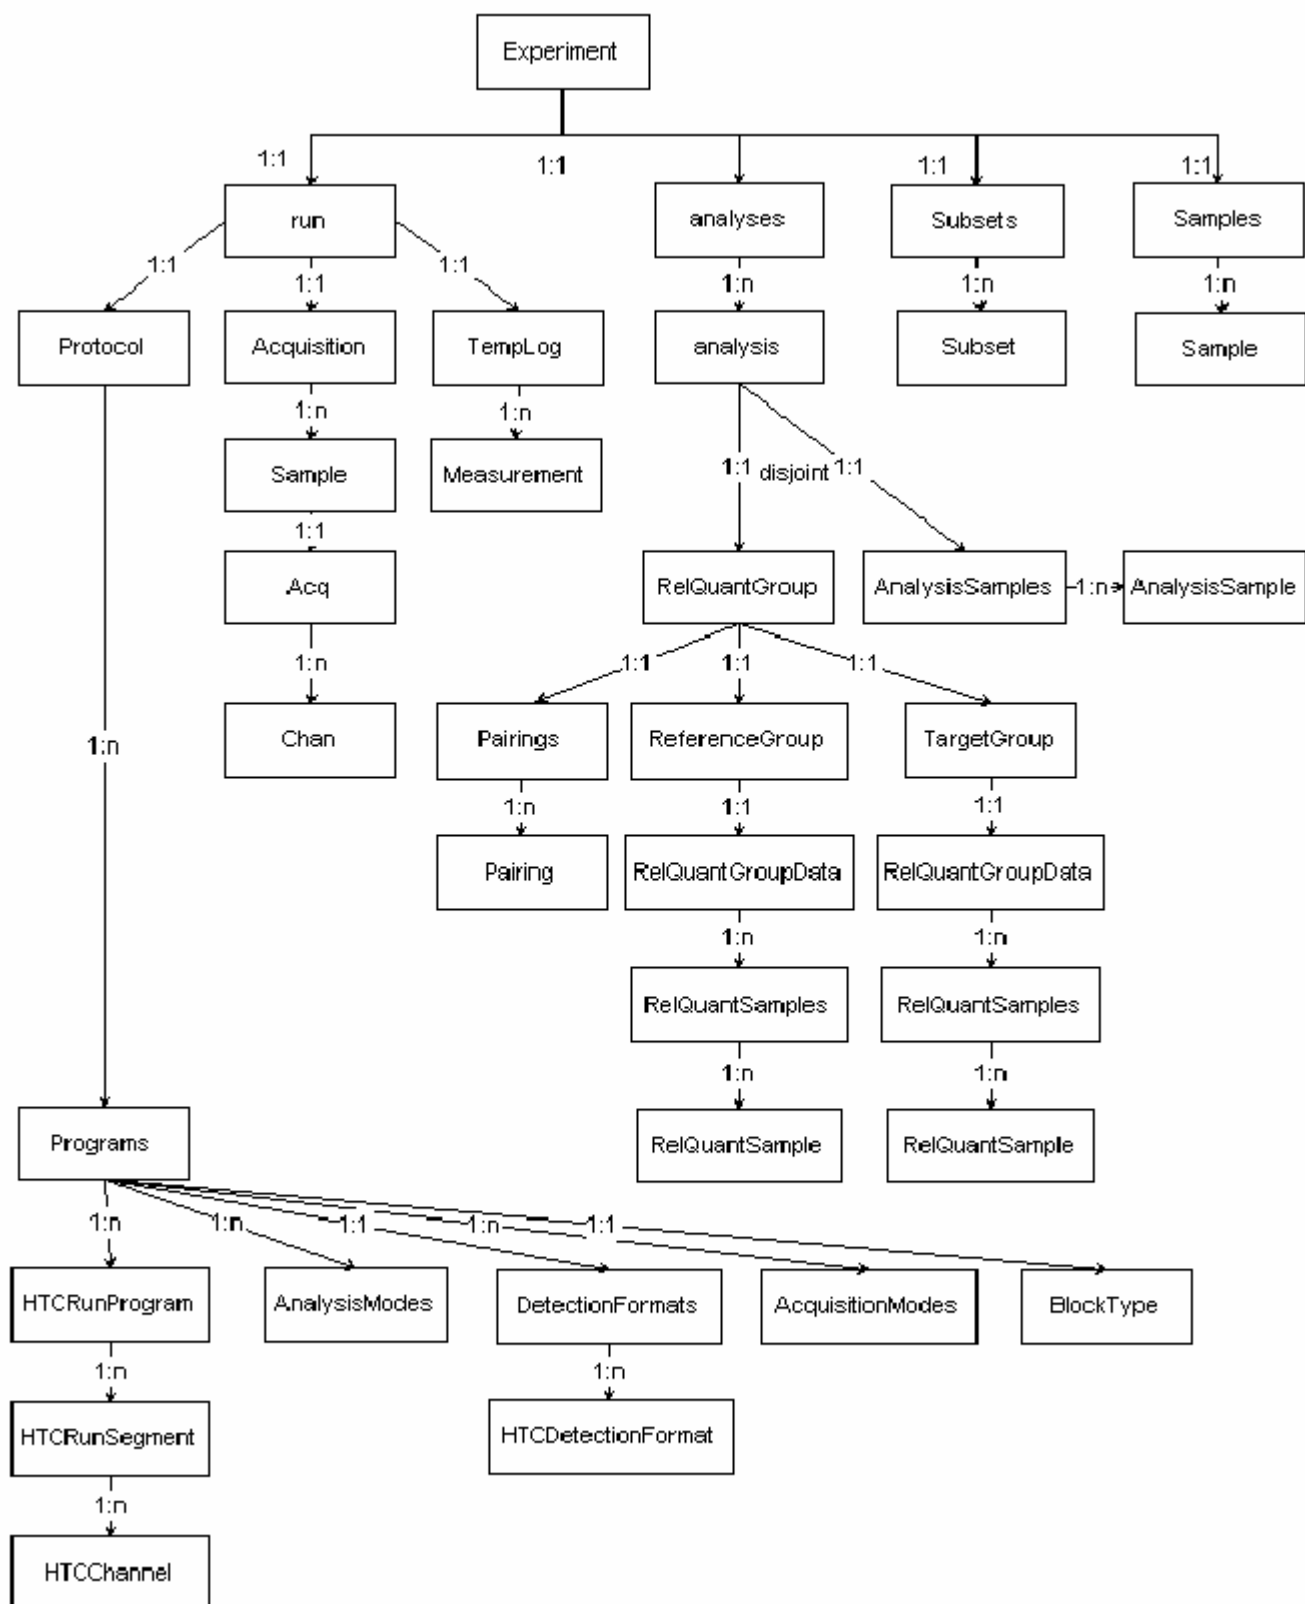 Experiment
1:1 1:1 1:1 1:1
run analyses Subsets Samples
1:1 1:1 1:1 1:n 1:n 1:n
Protocol Acquisition TempLog analysis Subset Sample
1:n 1:n
Sample Measurement 1:1 disjoint 1:1
1:1
Acq RelQuantGroup AnalysisSamples 1:n AnalysisSample
1:n 1:1 1:1 1:1
Chan Pairings ReferenceGroup TargetGroup
1:n
1:n 1:1 1:1
Pairing RelQuantGroupData RelQuantGroupData
1:n 1:n
RelQuantSamples RelQuantSamples
1:n 1:n
Programs RelQuantSample RelQuantSample
1:n 1:n 1:1 1:n 1:1
HTCRunProgram AnalysisModes DetectionFormats AcquisitionModes BlockType
1:n 1:n
HTCRunSegment HTCDetectionFormat
1:n
HTCChannel